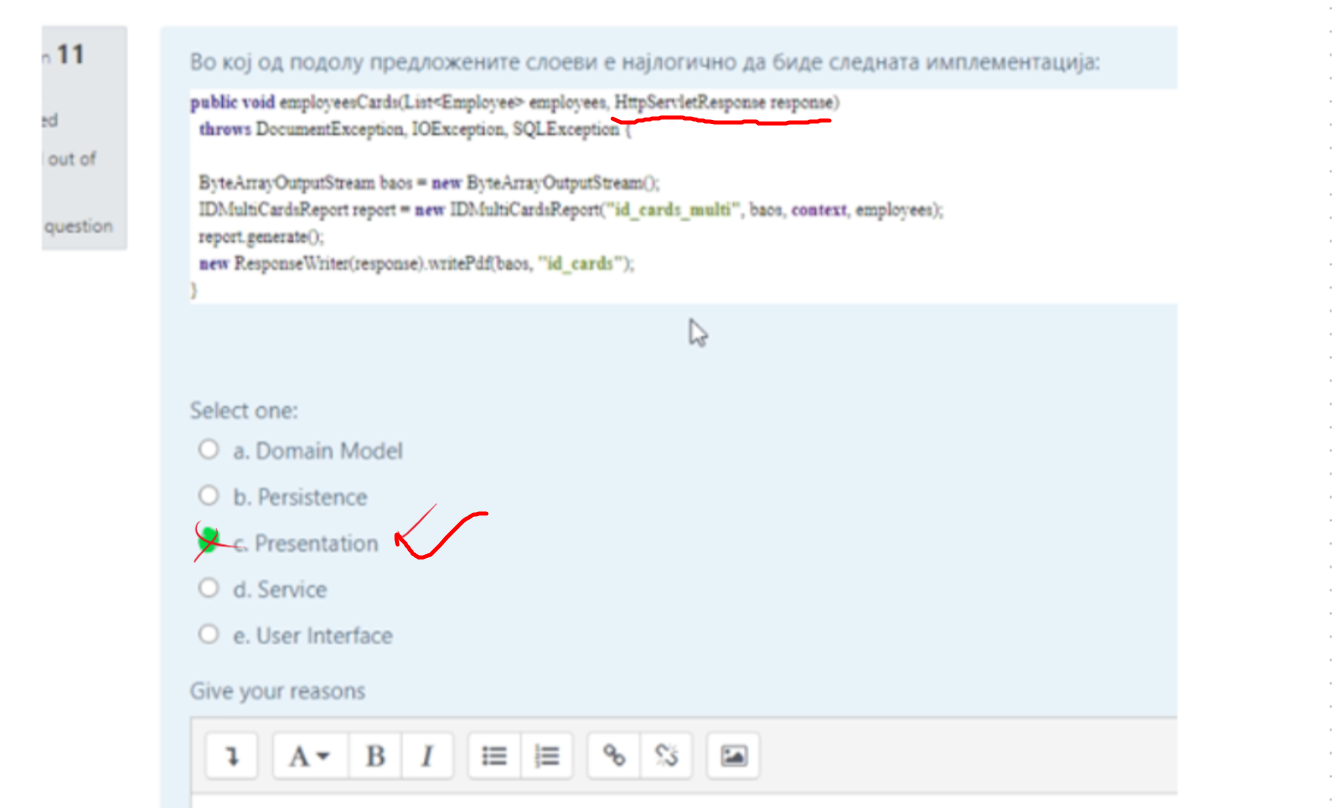 n 11
ed
out of
question
Во кој од подолу предложените слоеви е најлогично да биде следната имплементација:
public void employeesCards(List<Employee> employees, HttpServletResponse response)
throws DocumentException, IOException, SQLException {
ByteArrayOutputStream baos = new ByteArrayOutputStream();
IDMultiCardsReport report = new IDMultiCardsReport("id_cards_multi", baos, context, employees);
report.generate();
new ResponseWriter(response).writePdf(baos, "id_cards");
}
Select one:
a. Domain Model
b. Persistence
c. Presentation
d. Service
e. User Interface
Give your reasons
A B I